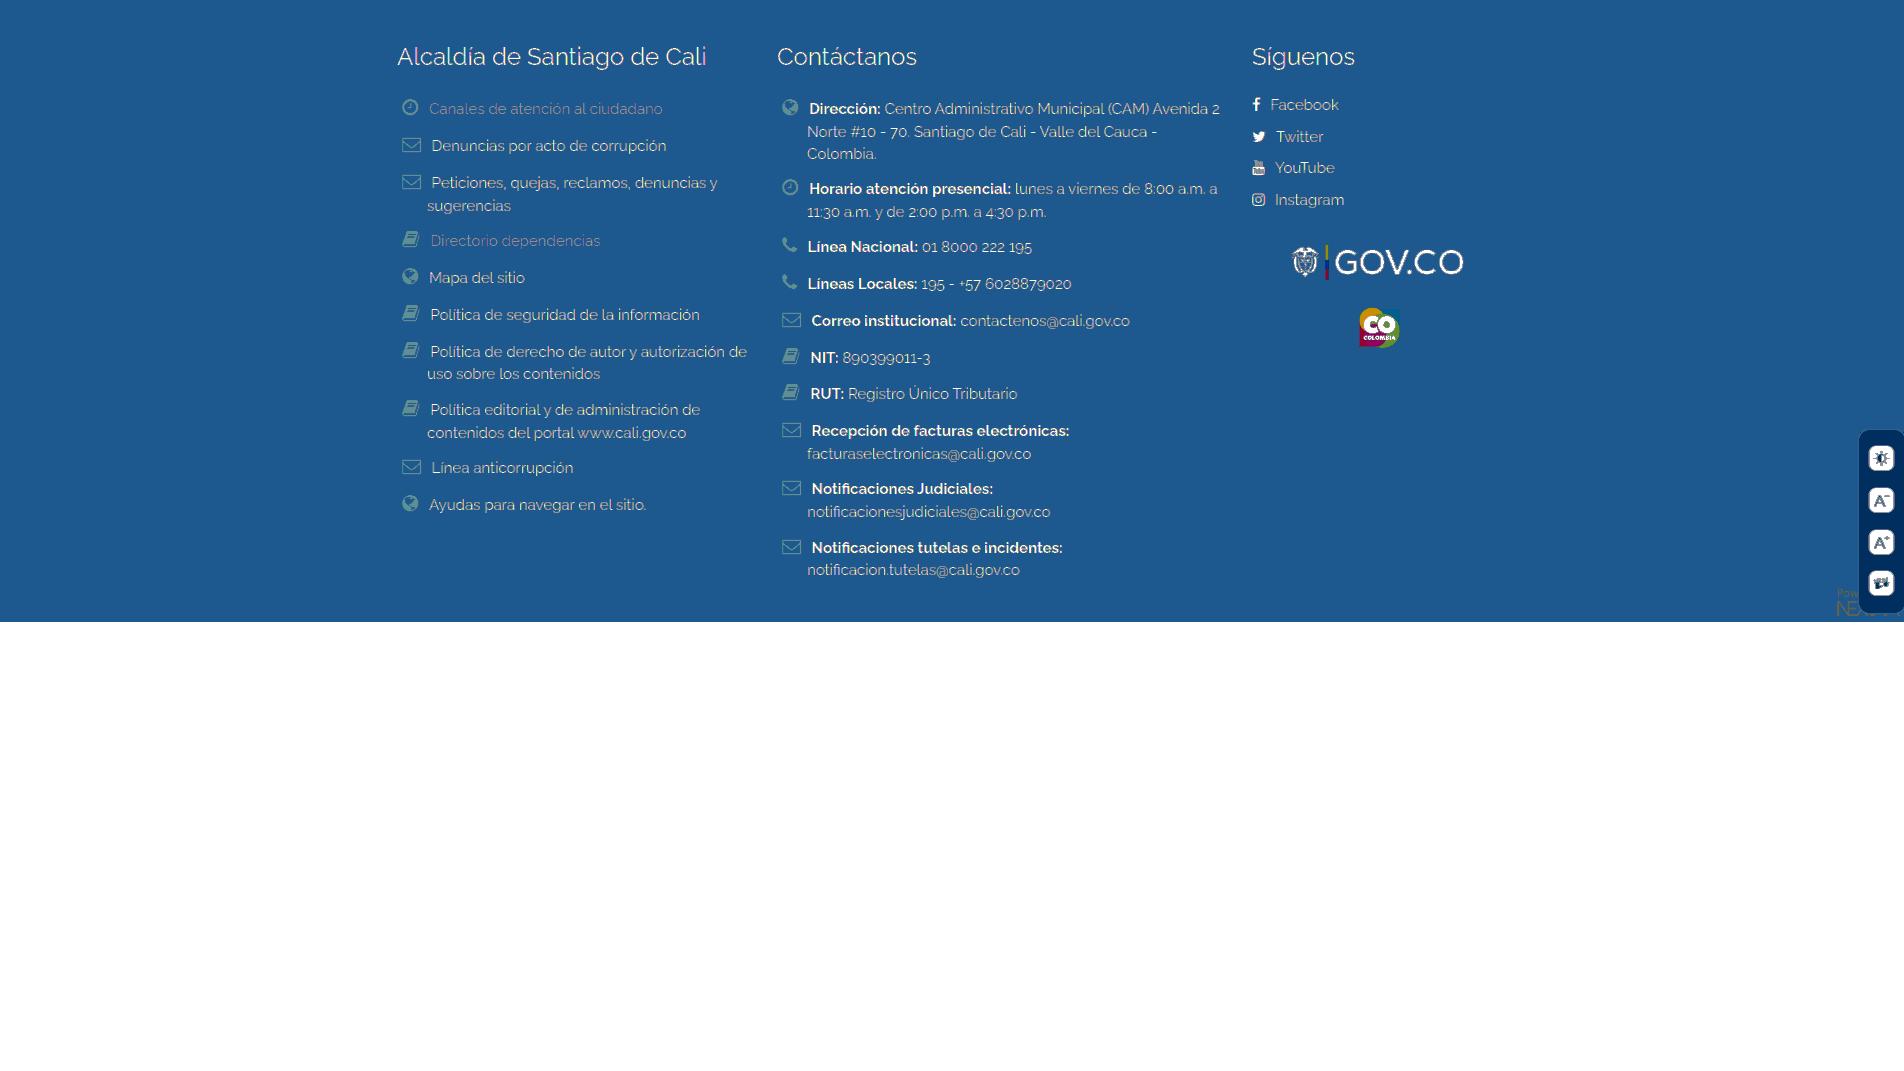 Alcaldía de Santiago de Cali
Canales de atención al ciudadano
Denuncias por acto de corrupción
Peticiones, quejas, reclamos, denuncias y
sugerencias
Directorio dependencias
Mapa del sitio
Política de seguridad de la información
Política de derecho de autor y autorización de
uso sobre los contenidos
Política editorial y de administración de
contenidos del portal www.cali.gov.co
Línea anticorrupción
Ayudas para navegar en el sitio.
Contáctanos
Dirección: Centro Administrativo Municipal (CAM) Avenida 2
Norte #10 - 70. Santiago de Cali - Valle del Cauca -
Colombia.
Horario atención presencial: lunes a viernes de 8:00 a.m. a
11:30 a.m. y de 2:00 p.m. a 4:30 p.m.
Línea Nacional: 01 8000 222 195
Líneas Locales: 195 - +57 6028879020
Correo institucional: contactenos@cali.gov.co
NIT: 890399011-3
RUT: Registro Único Tributario
Recepción de facturas electrónicas:
facturaselectronicas@cali.gov.co
Notificaciones Judiciales:
notificacionesjudiciales@cali.gov.co
Notificaciones tutelas e incidentes:
notificacion.tutelas@cali.gov.co
Síguenos
Facebook
Twitter
YouTube
Instagram
GOV.CO
CO
COLOMBIA
A-
A+